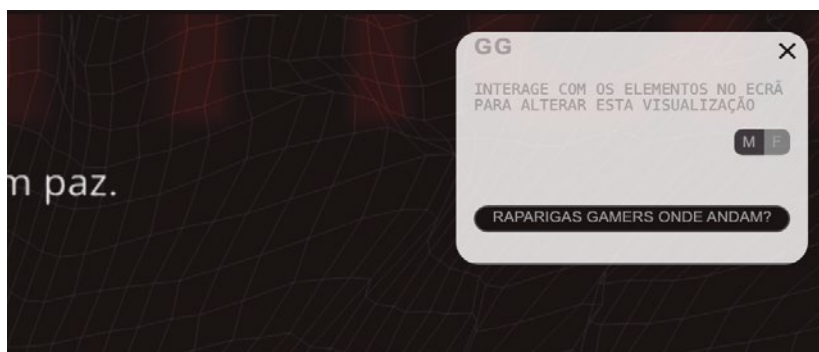 GG
INTERAGE COM OS ELEMENTOS NO ECRÃ
PARA ALTERAR ESTA VISUALIZAÇÃO
M F
m paz.
RAPARIGAS GAMERS ONDE ANDAM?